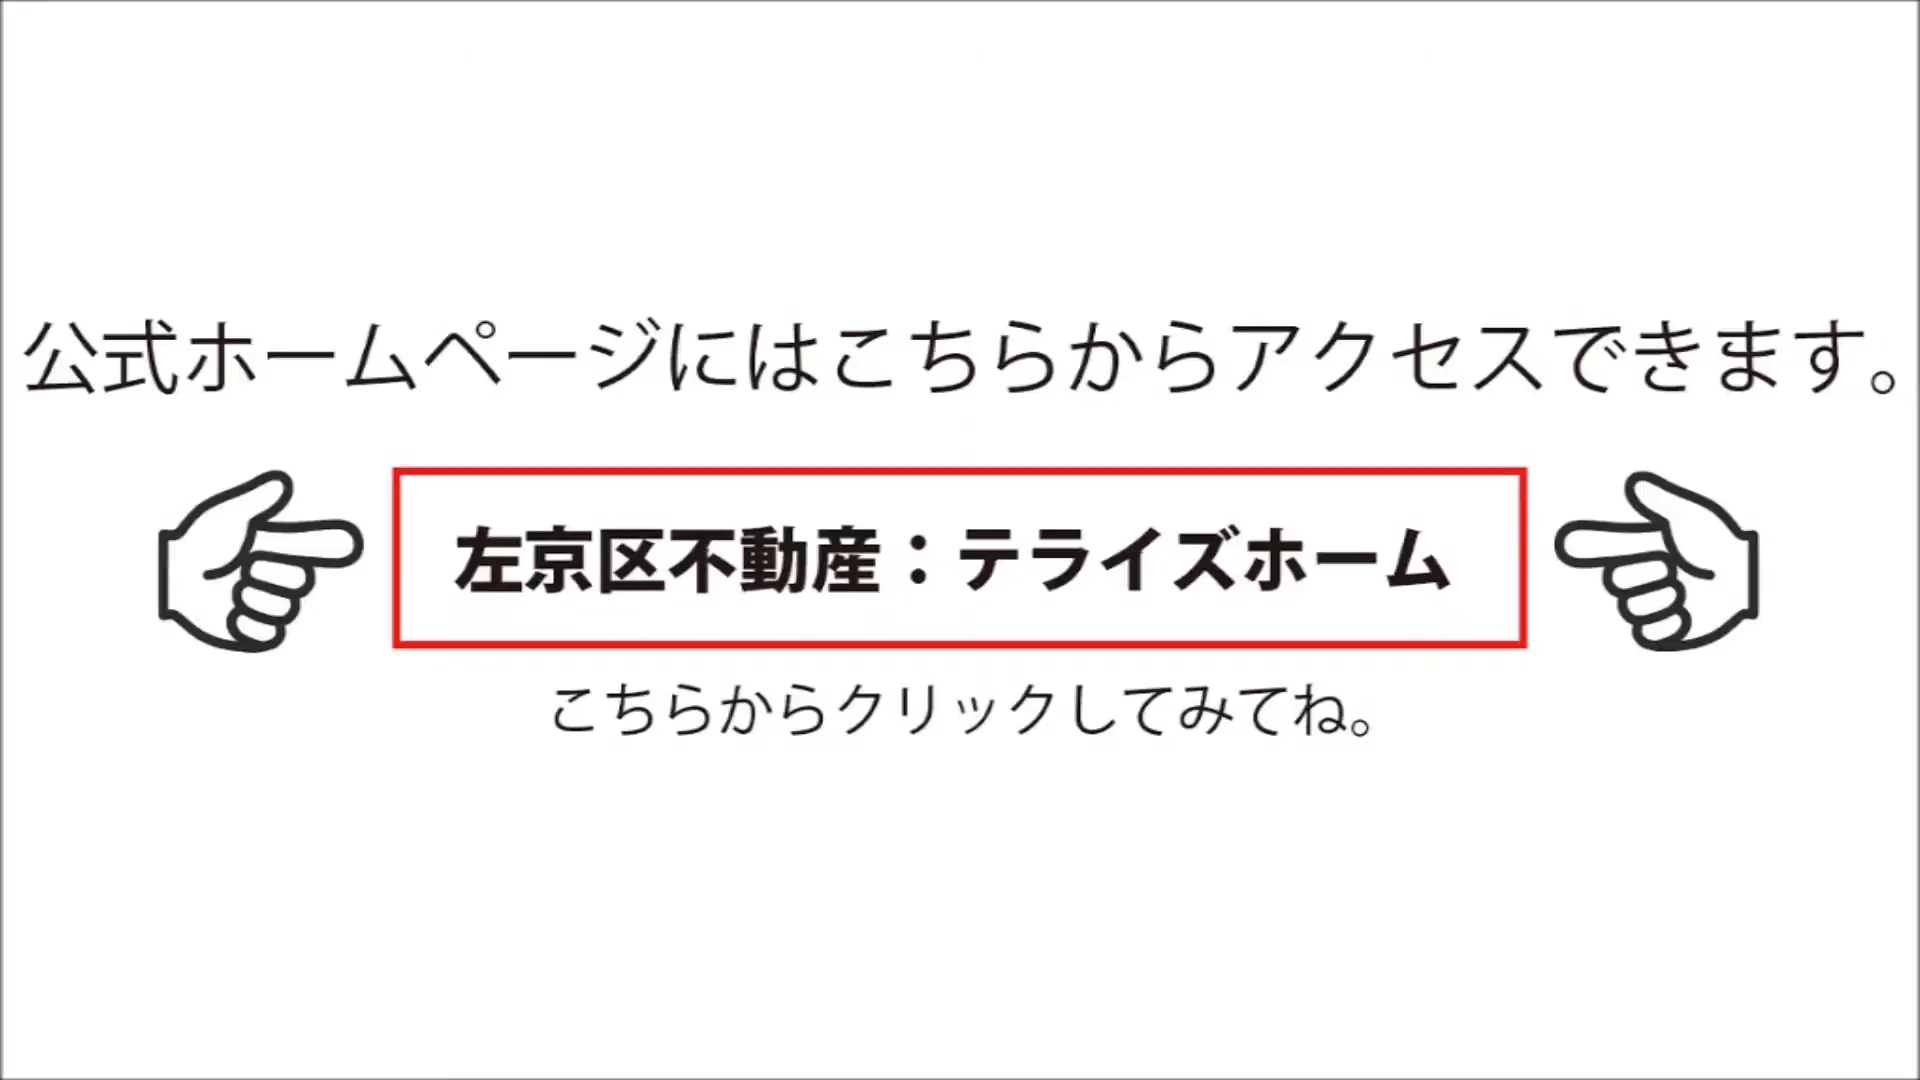 公式ホームページにはこちらからアクセスできます。
左京区不動産：テライズホーム
こちらからクリックしてみてね。